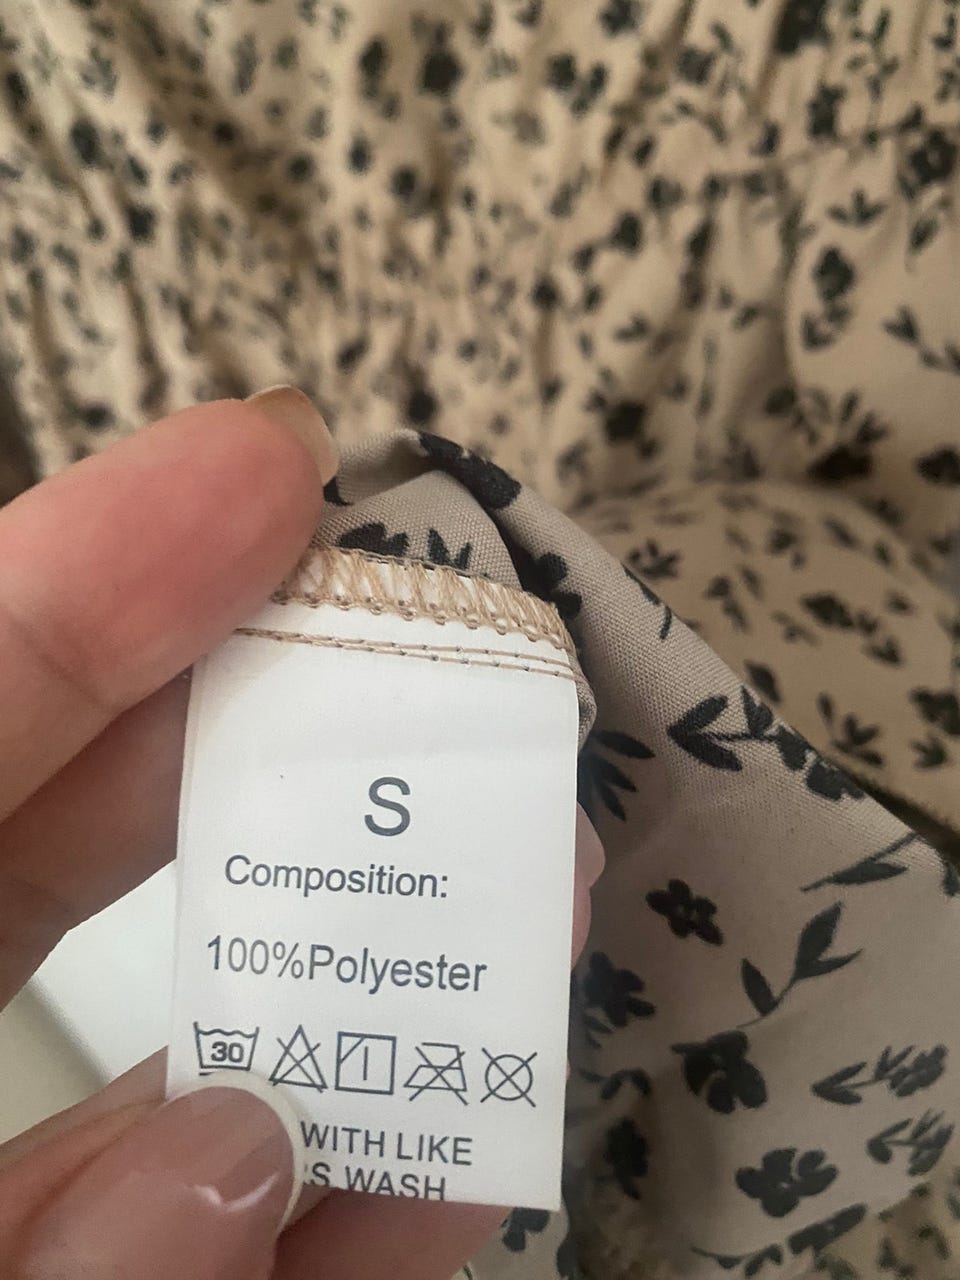 S
Composition:
100%Polyester
30
WITH LIKE
WASH